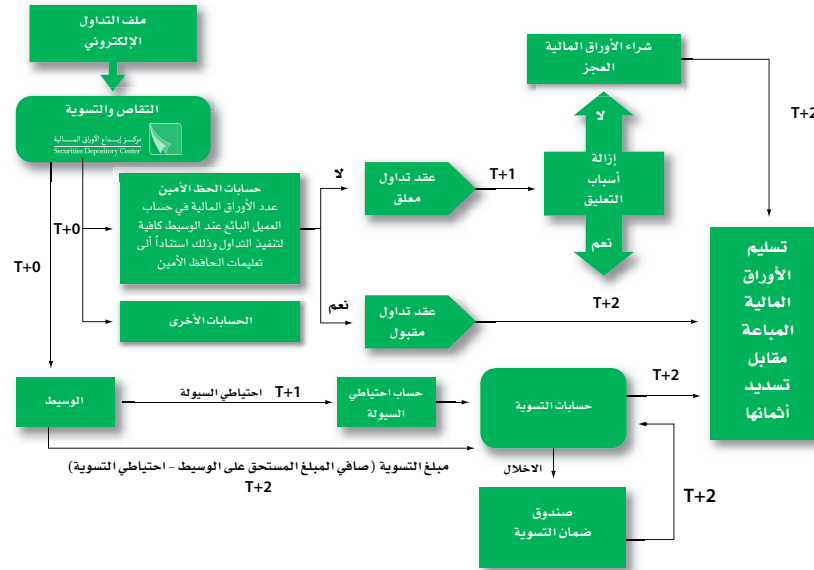 ملف التداول
الإلكتروني
التقاص والتسوية
مركز إيداع الأوراق المالية
Securities Depository Center
شراء الأوراق المالية
العجز
T+2
لا
إزالة
أسباب
التعليق
نعم
T+1
عقد تداول
معلق
لا
حسابات الحظ الأمين
عدد الأوراق المالية في حساب
العميل البائع عند الوسيط كافية
لتنفيذ التداول وذلك استناداً ألى
تعليمات الحافظ الأمين
T+0
T+0
الحسابات الأخرى
نعم
عقد تداول
مقبول
T+2
تسليم
الأوراق
المالية
المباعة
مقابل
تسديد
أثمانها
الوسيط
احتياطي السيولة T+1
حساب احتياطي
السيولة
حسابات التسوية
T+2
مبلغ التسوية (صافي المبلغ المستحق على الوسيط - احتياطي التسوية)
T+2
الاخلال
صندوق
ضمان التسوية
T+2